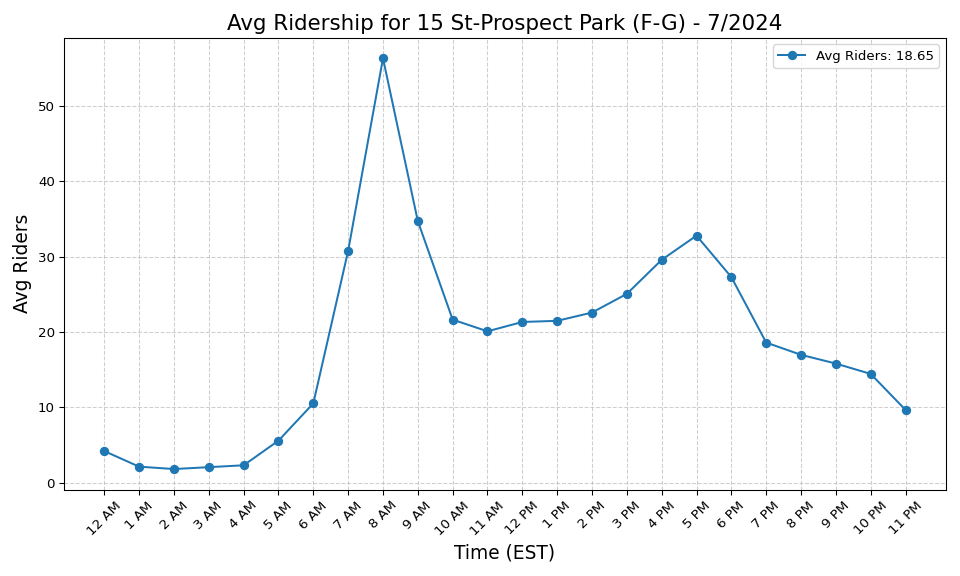 Avg Ridership for 15 St-Prospect Park (F-G) - 7/2024
Avg Riders: 18.65
Avg Riders
50
40
30
20
10
0
12 AM
1 AM
2 AM
3 AM
4 AM
5 AM
6 AM
7 AM
8 AM
9 AM
10 AM
11 AM
12 PM
1 PM
2 PM
3 PM
4 PM
5 PM
6 PM
7 PM
8 PM
9 PM
10 PM
11 PM
Time (EST)